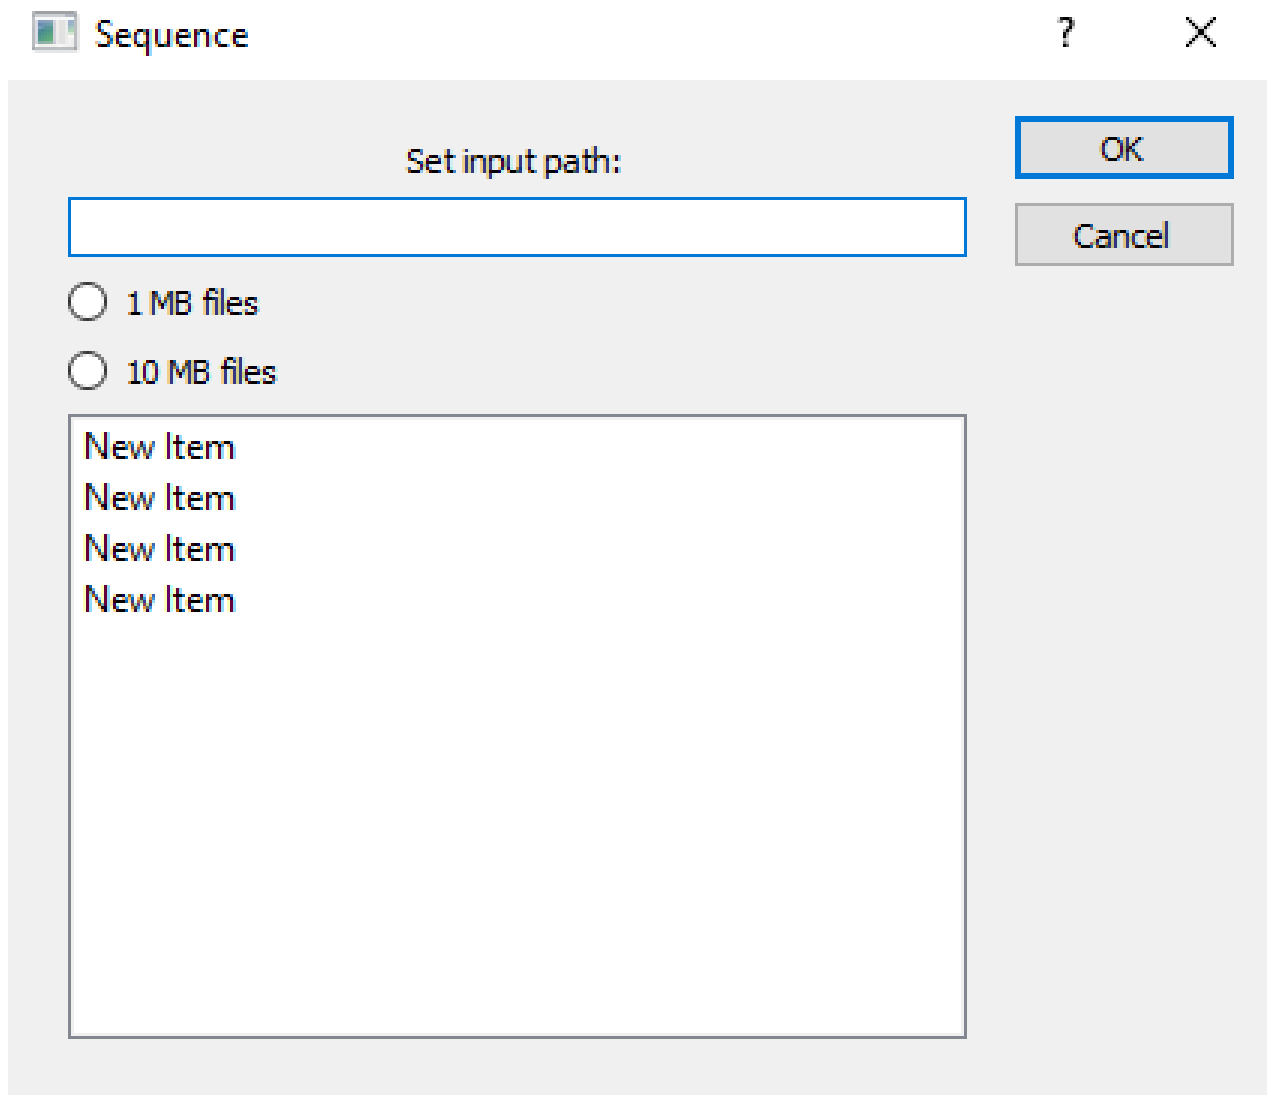 Sequence ?
Set input path:
OK
Cancel
1 MB files
10 MB files
New Item
New Item
New Item
New Item